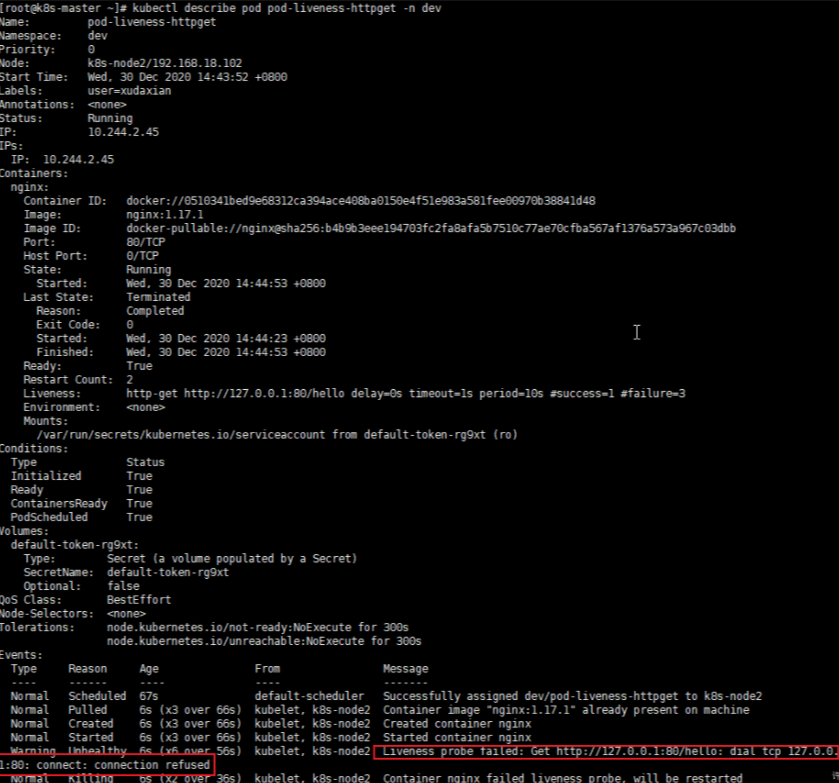 [root@k8s-master ~]# kubectl describe pod pod-liveness-httpget -n dev
Name:         pod-liveness-httpget
Namespace:    dev
Priority:     0
Node:         k8s-node2/192.168.18.102
Start Time:   Wed, 30 Dec 2020 14:43:52 +0800
Labels:       user=xudaxian
Annotations:  <none>
Status:       Running
IP:           10.244.2.45
IPs:
  IP:  10.244.2.45
Containers:
  nginx:
    Container ID:   docker://0510341bed9e68312ca394ace408ba0150e4f51e983a581fee00970b38841d48
    Image:          nginx:1.17.1
    Image ID:       docker-pullable://nginx@sha256:b4b9b3eee194703fc2fa8afa5b7510c77ae70cfba567af1376a573a967c03dbb
    Port:           80/TCP
    Host Port:      0/TCP
    State:          Running
      Started:      Wed, 30 Dec 2020 14:44:53 +0800
    Last State:     Terminated
      Reason:       Completed
      Exit Code:    0
      Started:      Wed, 30 Dec 2020 14:44:23 +0800
      Finished:     Wed, 30 Dec 2020 14:44:53 +0800
    Ready:          True
    Restart Count:  2
    Liveness:       http-get http://127.0.0.1:80/hello delay=0s timeout=1s period=10s #success=1 #failure=3
    Environment:    <none>
    Mounts:
      /var/run/secrets/kubernetes.io/serviceaccount from default-token-rg9xt (ro)
Conditions:
  Type              Status
  Initialized       True
  Ready             True
  ContainersReady   True
  PodScheduled      True
Volumes:
  default-token-rg9xt:
    Type:        Secret (a volume populated by a Secret)
    SecretName:  default-token-rg9xt
    Optional:    false
QoS Class:       BestEffort
Node-Selectors:  <none>
Tolerations:     node.kubernetes.io/not-ready:NoExecute for 300s
                 node.kubernetes.io/unreachable:NoExecute for 300s
Events:
  Type     Reason     Age                From                Message
  ----     ------     ----               ----                -------
  Normal   Scheduled  67s                default-scheduler   Successfully assigned dev/pod-liveness-httpget to k8s-node2
  Normal   Pulled     6s (x3 over 66s)   kubelet, k8s-node2  Container image "nginx:1.17.1" already present on machine
  Normal   Created    6s (x3 over 66s)   kubelet, k8s-node2  Created container nginx
  Normal   Started    6s (x3 over 66s)   kubelet, k8s-node2  Started container nginx
  Warning  Unhealthy  6s (x6 over 56s)   kubelet, k8s-node2  Liveness probe failed: Get http://127.0.0.1:80/hello: dial tcp 127.0.0.
1:80: connect: connection refused
  Normal   Killing    6s (x2 over 36s)   kubelet, k8s-node2  Container nginx failed liveness probe, will be restarted